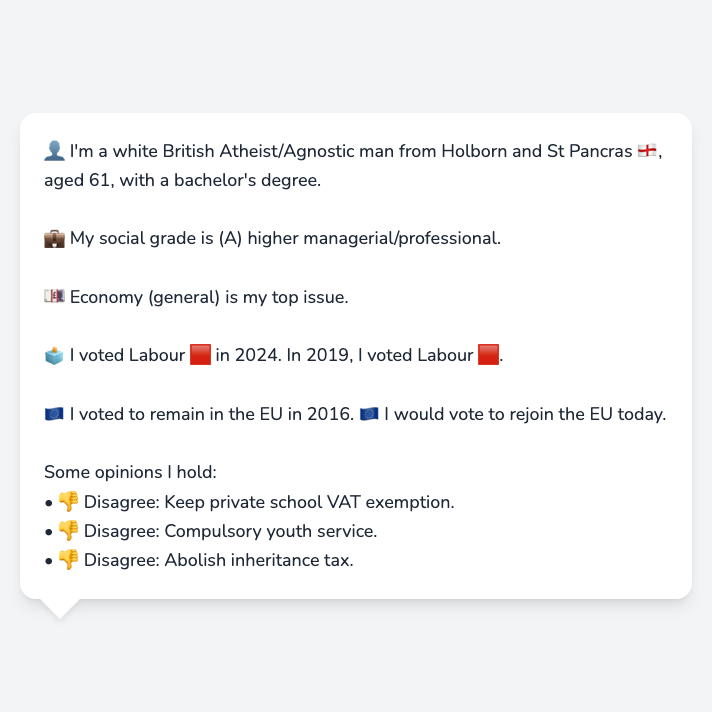 👤 I'm a white British Atheist/Agnostic man from Holborn and St Pancras 🏴󠁧󠁢󠁥󠁮󠁧󠁿,
aged 61, with a bachelor's degree.
💼 My social grade is (A) higher managerial/professional.
💷 Economy (general) is my top issue.
🗳️ I voted Labour 🟥 in 2024. In 2019, I voted Labour 🟥.
🇪🇺 I voted to remain in the EU in 2016. 🇪🇺 I would vote to rejoin the EU today.
Some opinions I hold:
• 👎 Disagree: Keep private school VAT exemption.
• 👎 Disagree: Compulsory youth service.
• 👎 Disagree: Abolish inheritance tax.